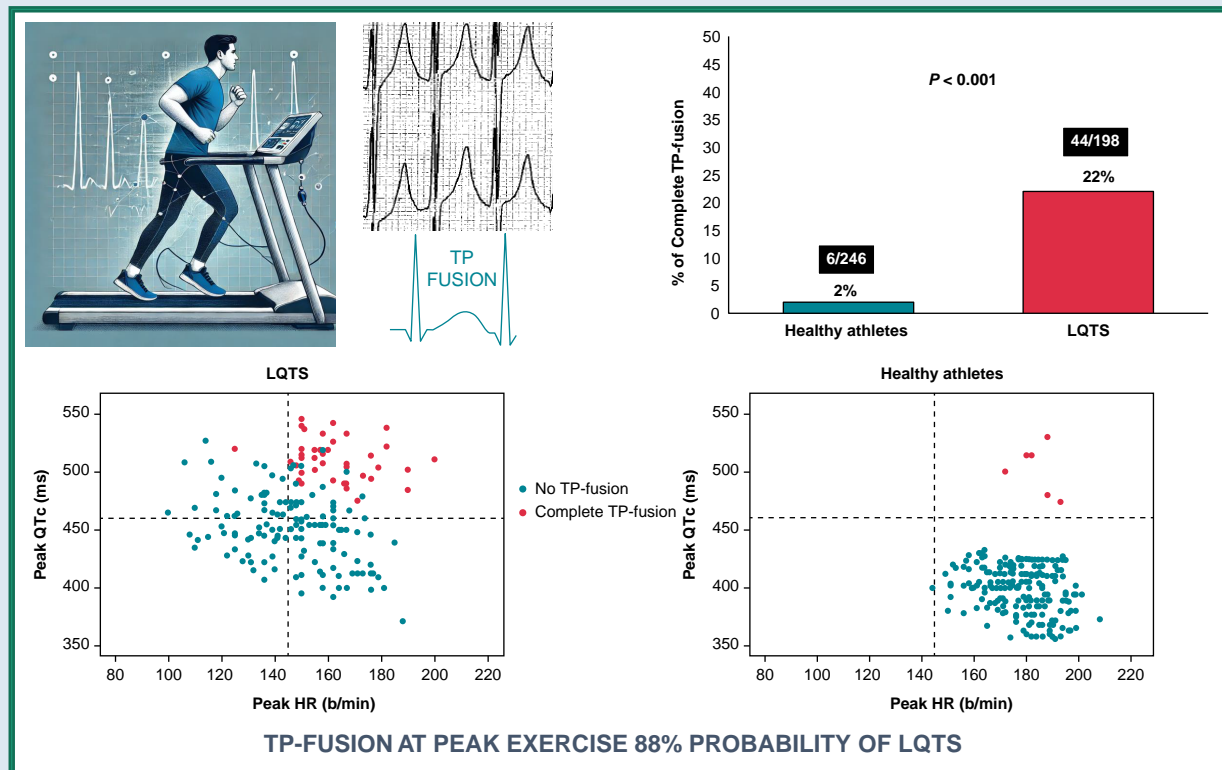 TP
FUSION
50
45
40
35
30
25
20
15
10
5
0
% of Complete TP-fusion
P < 0.001
6/246
2%
44/198
22%
Healthy athletes
LQTS
LQTS
550
500
450
400
350
Peak QTc (ms)
80 100 120 140 160 180 200 220
Peak HR (b/min)
No TP-fusion
Complete TP-fusion
Healthy athletes
550
500
450
400
350
Peak QTc (ms)
80 100 120 140 160 180 200 220
Peak HR (b/min)
TP-FUSION AT PEAK EXERCISE 88% PROBABILITY OF LQTS